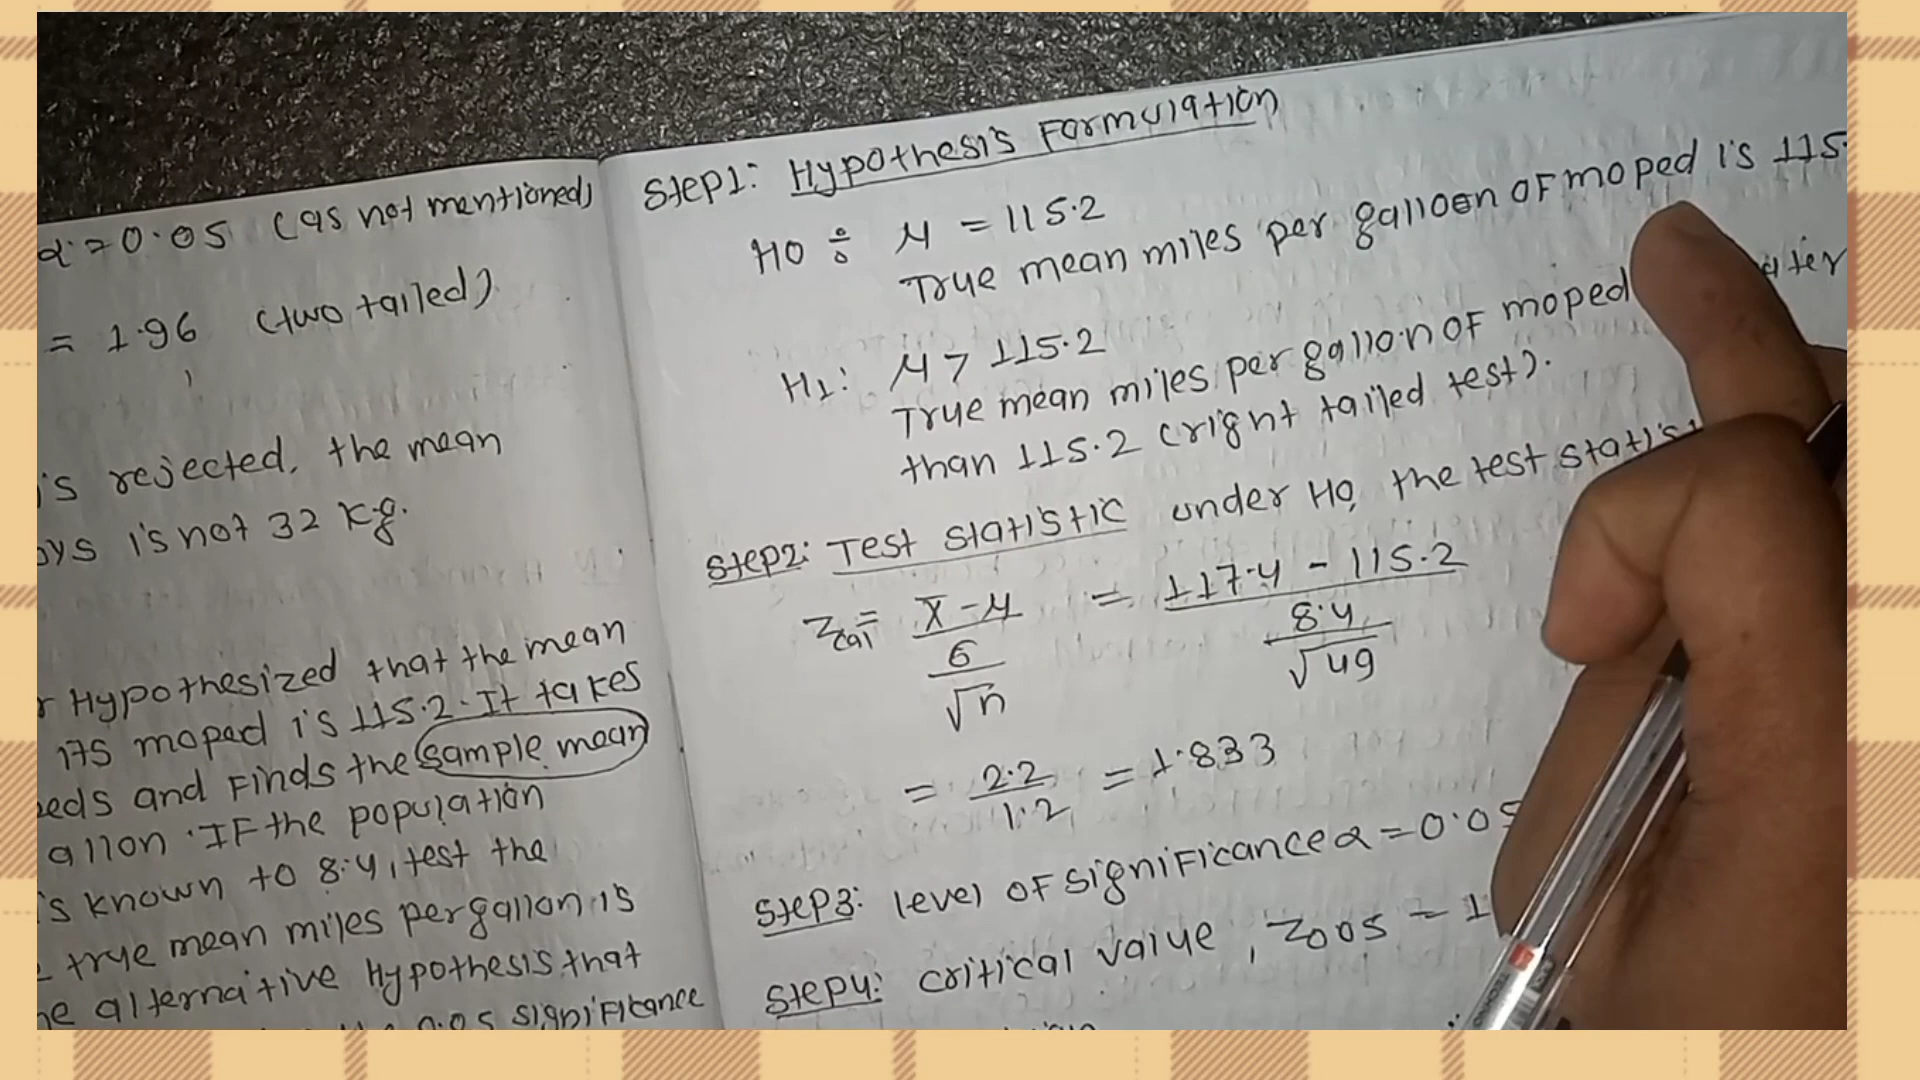 α = 0.05 (as not mentioned)
= 1.96 (two tailed)
is rejected, the mean
is not 32 kg.
Hypothesized that the mean
175 moped is 115.2. It takes
and Finds the sample mean
allon. IF the population
is known to 8.4, test the
true mean miles per gallon is
alternative Hypothesis that
0.05 significance
Step1: Hypothesis Formulation
H0 : μ = 115.2
True mean miles per galloon OF moped is 115.
H1: μ > 115.2
True mean miles per gallon OF moped ater
than 115.2 (right tailed test).
Step2: Test statistic under H0, the test statist
Zcal = x̄ - μ / σ / √n = 117.4 - 115.2 / 8.4 / √49
= 2.2 / 1.2 = 1.833
Step3: level OF significance α = 0.05
Step4: critical value, Z0.05 = 1